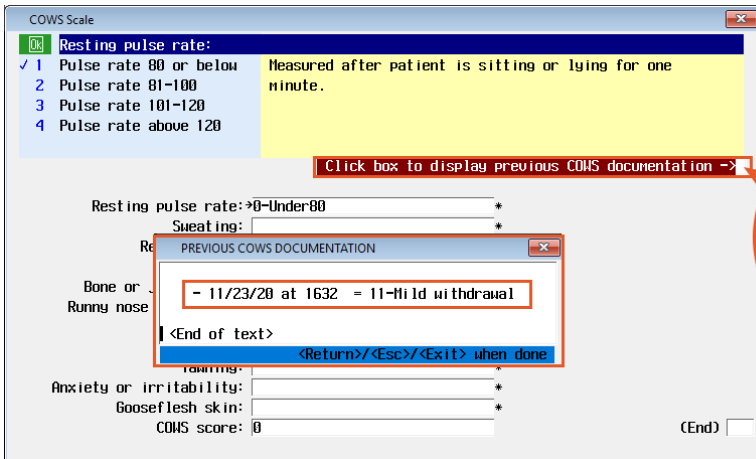 COWS Scale
Ok Resting pulse rate:
✓ 1 Pulse rate 80 or below
2 Pulse rate 81-100
3 Pulse rate 101-120
4 Pulse rate above 120
Measured after patient is sitting or lying for one
minute.
Click box to display previous COWS documentation ->
Resting pulse rate:>0-Under80 *
Sweating: *
Re
PREVIOUS COWS DOCUMENTATION
- 11/23/20 at 1632 = 11-Mild withdrawal
<End of text>
<Return>/<Esc>/<Exit> when done
Bone or
Runny nose
Yawning: *
Anxiety or irritability: *
Gooseflesh skin: *
COWS score: 0
(End)